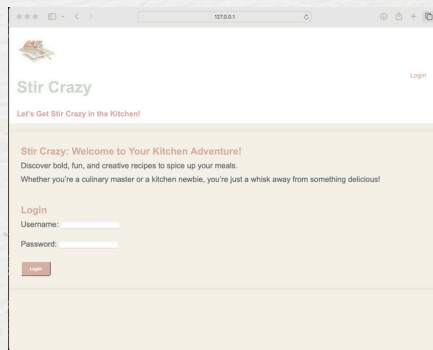 127.0.0.1
Login
Stir Crazy
Let's Get Stir Crazy in the Kitchen!
Stir Crazy: Welcome to Your Kitchen Adventure!
Discover bold, fun, and creative recipes to spice up your meals.
Whether you're a culinary master or a kitchen newbie, you're just a whisk away from something delicious!
Login
Username:
Password:
Login